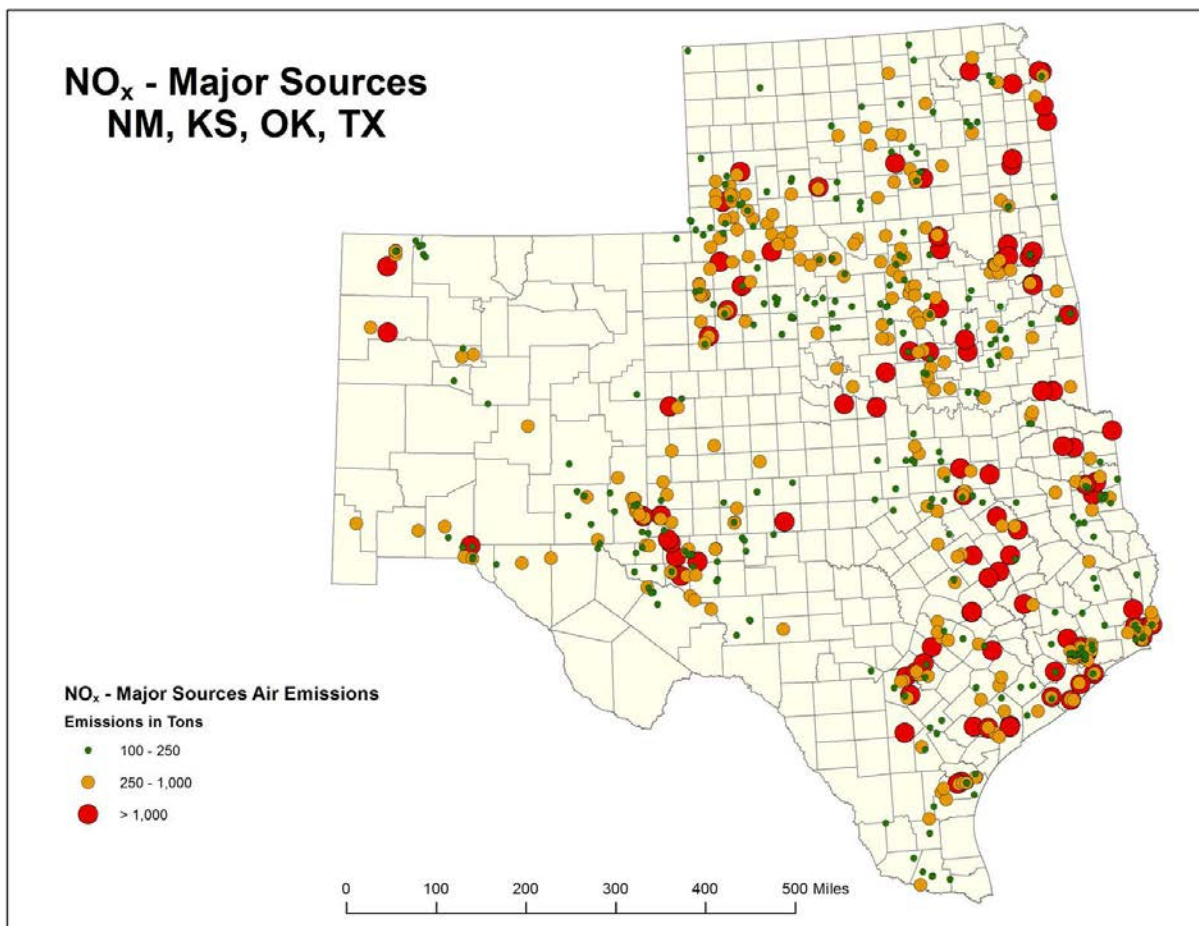 NOₓ - Major Sources
NM, KS, OK, TX
NOₓ - Major Sources Air Emissions
Emissions in Tons
100 - 250
250 - 1,000
> 1,000
0 100 200 300 400 500 Miles